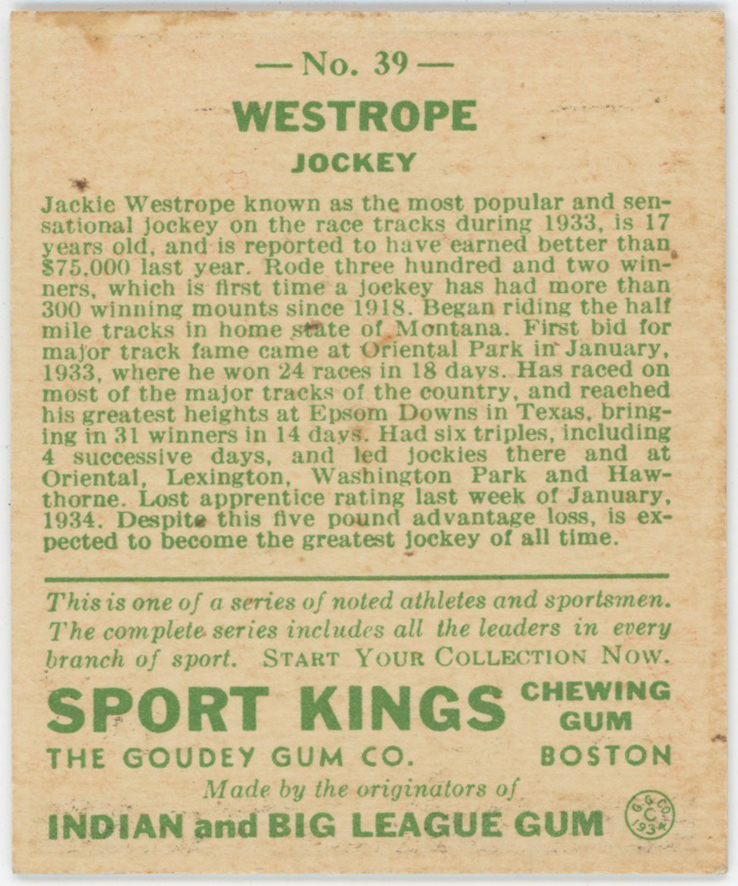 — No. 39 —
WESTROPE
JOCKEY
Jackie Westrope known as the most popular and sen-
sational jockey on the race tracks during 1933, is 17
years old, and is reported to have earned better than
$75,000 last year. Rode three hundred and two win-
ners, which is first time a jockey has had more than
300 winning mounts since 1918. Began riding the half
mile tracks in home state of Montana. First bid for
major track fame came at Oriental Park in January,
1933, where he won 24 races in 18 days. Has raced on
most of the major tracks of the country, and reached
his greatest heights at Epsom Downs in Texas, bring-
ing in 31 winners in 14 days. Had six triples, including
4 successive days, and led jockies there and at
Oriental, Lexington, Washington Park and Haw-
thorne. Lost apprentice rating last week of January,
1934. Despite this five pound advantage loss, is ex-
pected to become the greatest jockey of all time.
This is one of a series of noted athletes and sportsmen.
The complete series includes all the leaders in every
branch of sport. START YOUR COLLECTION NOW.
SPORT KINGS CHEWING GUM
THE GOUDEY GUM CO. BOSTON
Made by the originators of
INDIAN and BIG LEAGUE GUM
G.G.CO.
C
1934